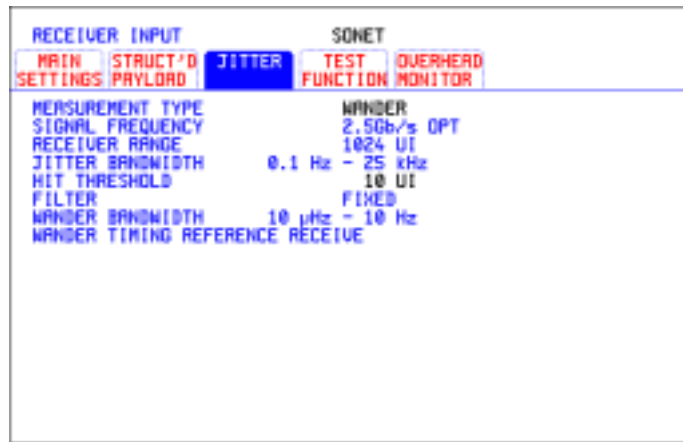 RECEIVER INPUT SONET
MAIN SETTINGS STRUCT'D PAYLOAD JITTER TEST FUNCTION OVERHEAD MONITOR
MEASUREMENT TYPE WANDER
SIGNAL FREQUENCY 2.5Gb/s OPT
RECEIVER RANGE 1024 UI
JITTER BANDWIDTH 0.1 Hz - 25 kHz
HIT THRESHOLD 10 UI
FILTER FIXED
WANDER BANDWIDTH 10 µHz - 10 Hz
WANDER TIMING REFERENCE RECEIVE